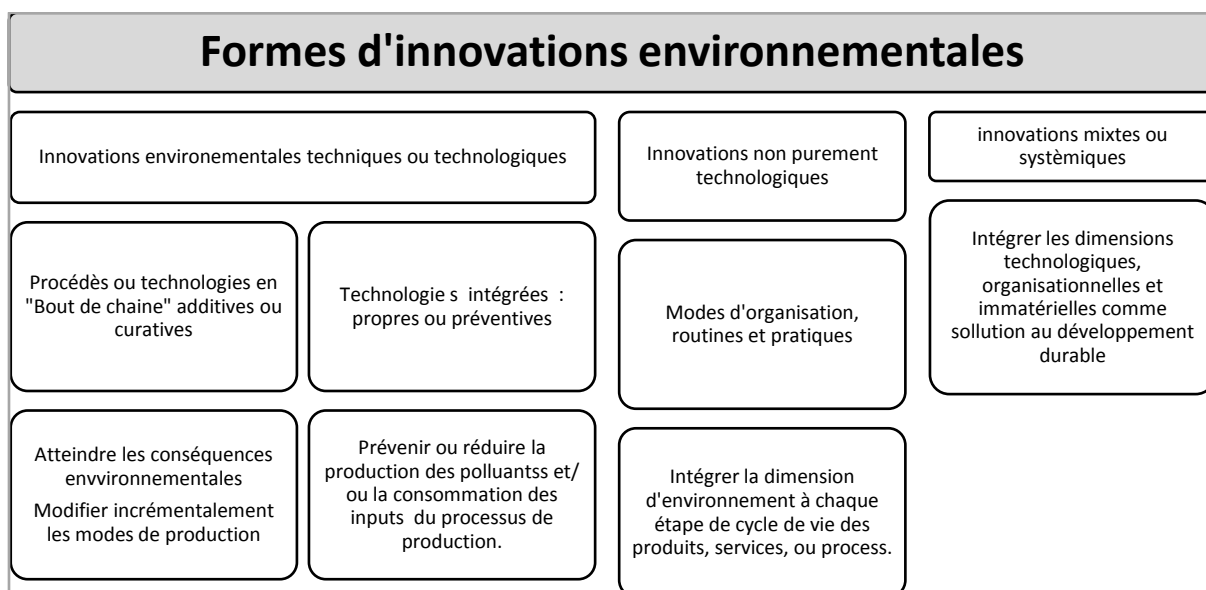 Formes d'innovations environnementales
Innovations environementales techniques ou technologiques
Procédès ou technologies en
"Bout de chaine" additives ou
curatives
Atteindre les conséquences
envvironnementales
Modifier incrémentalement
les modes de production
Technologie s intégrées :
propres ou préventives
Prévenir ou réduire la
production des polluantss et/
ou la consommation des
inputs du processus de
production.
Innovations non purement
technologiques
Modes d'organisation,
routines et pratiques
Intégrer la dimension
d'environnement à chaque
étape de cycle de vie des
produits, services, ou process.
innovations mixtes ou
systèmiques
Intégrer les dimensions
technologiques,
organisationnelles et
immatérielles comme
sollution au développement
durable